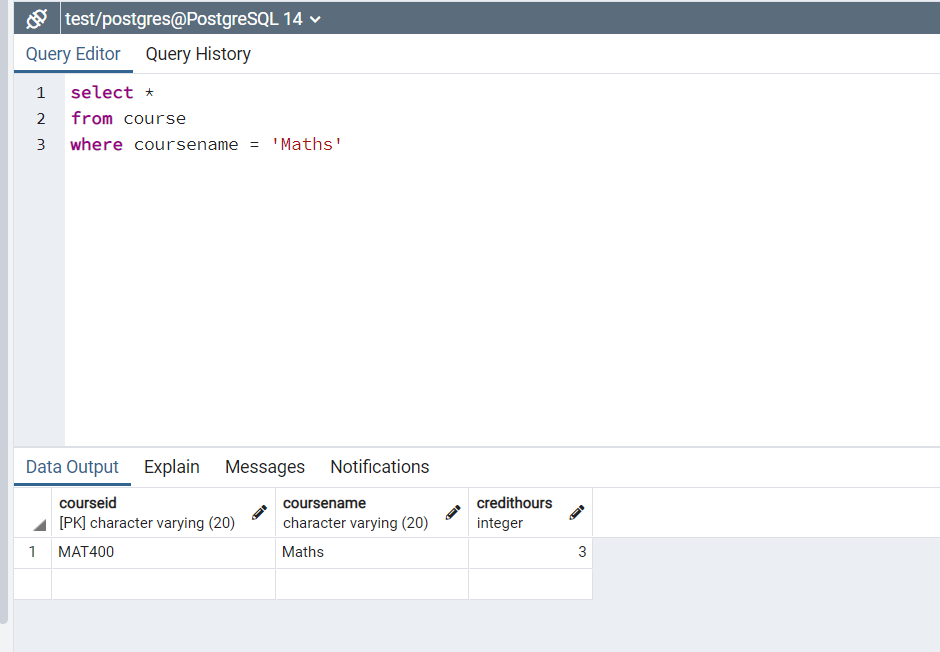 test/postgres@PostgreSQL 14
Query Editor Query History
1 select *
2 from course
3 where coursename = 'Maths'
Data Output Explain Messages Notifications
courseid coursename credithours
[PK] character varying (20) character varying (20) integer
1 MAT400 Maths 3